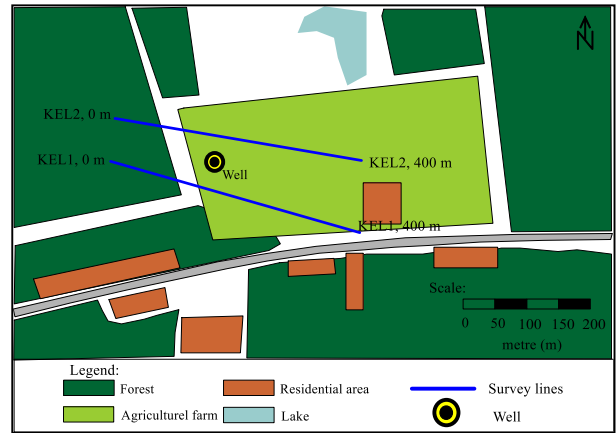 N
KEL2, 0 m
KEL1, 0 m
KEL2, 400 m
Well
KEL1, 400 m
Scale:
0 50 100 150 200
metre (m)
Legend:
Forest
Residential area
Survey lines
Agriculturel farm
Lake
Well